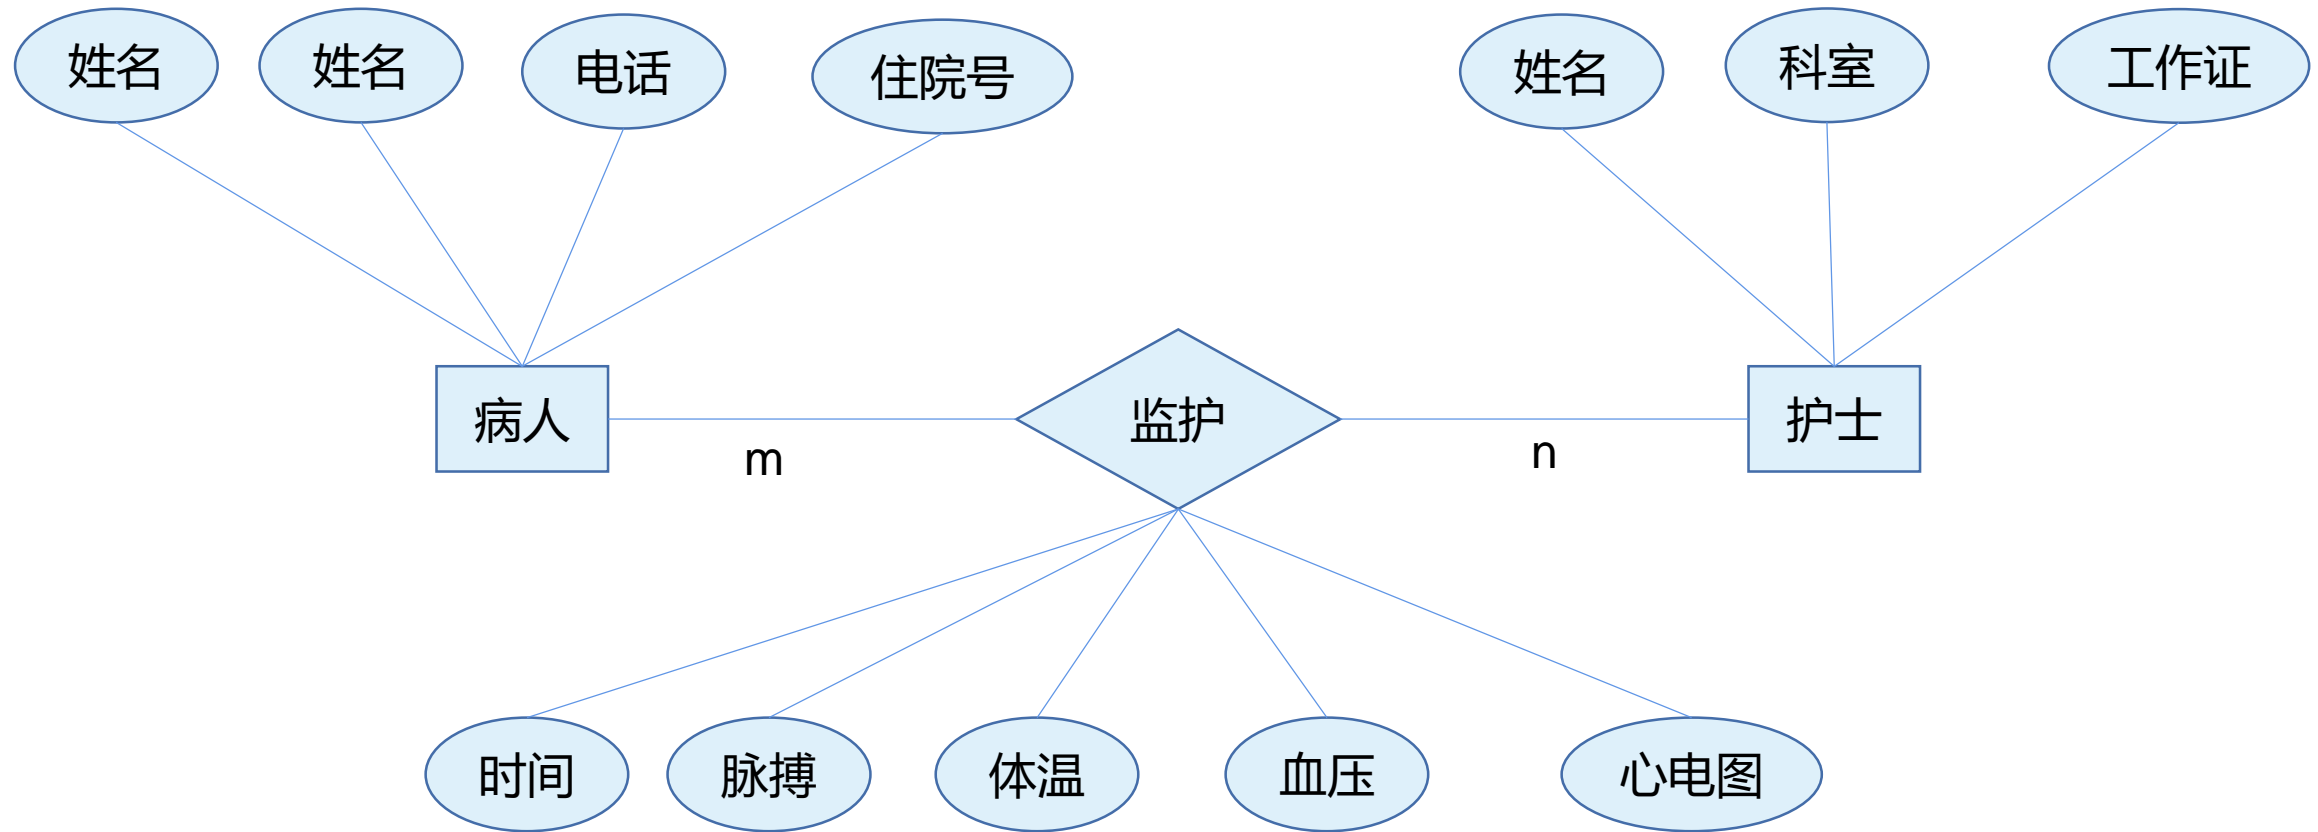 姓名
姓名
电话
住院号
姓名
科室
工作证
病人
m
监护
n
护士
时间
脉搏
体温
血压
心电图